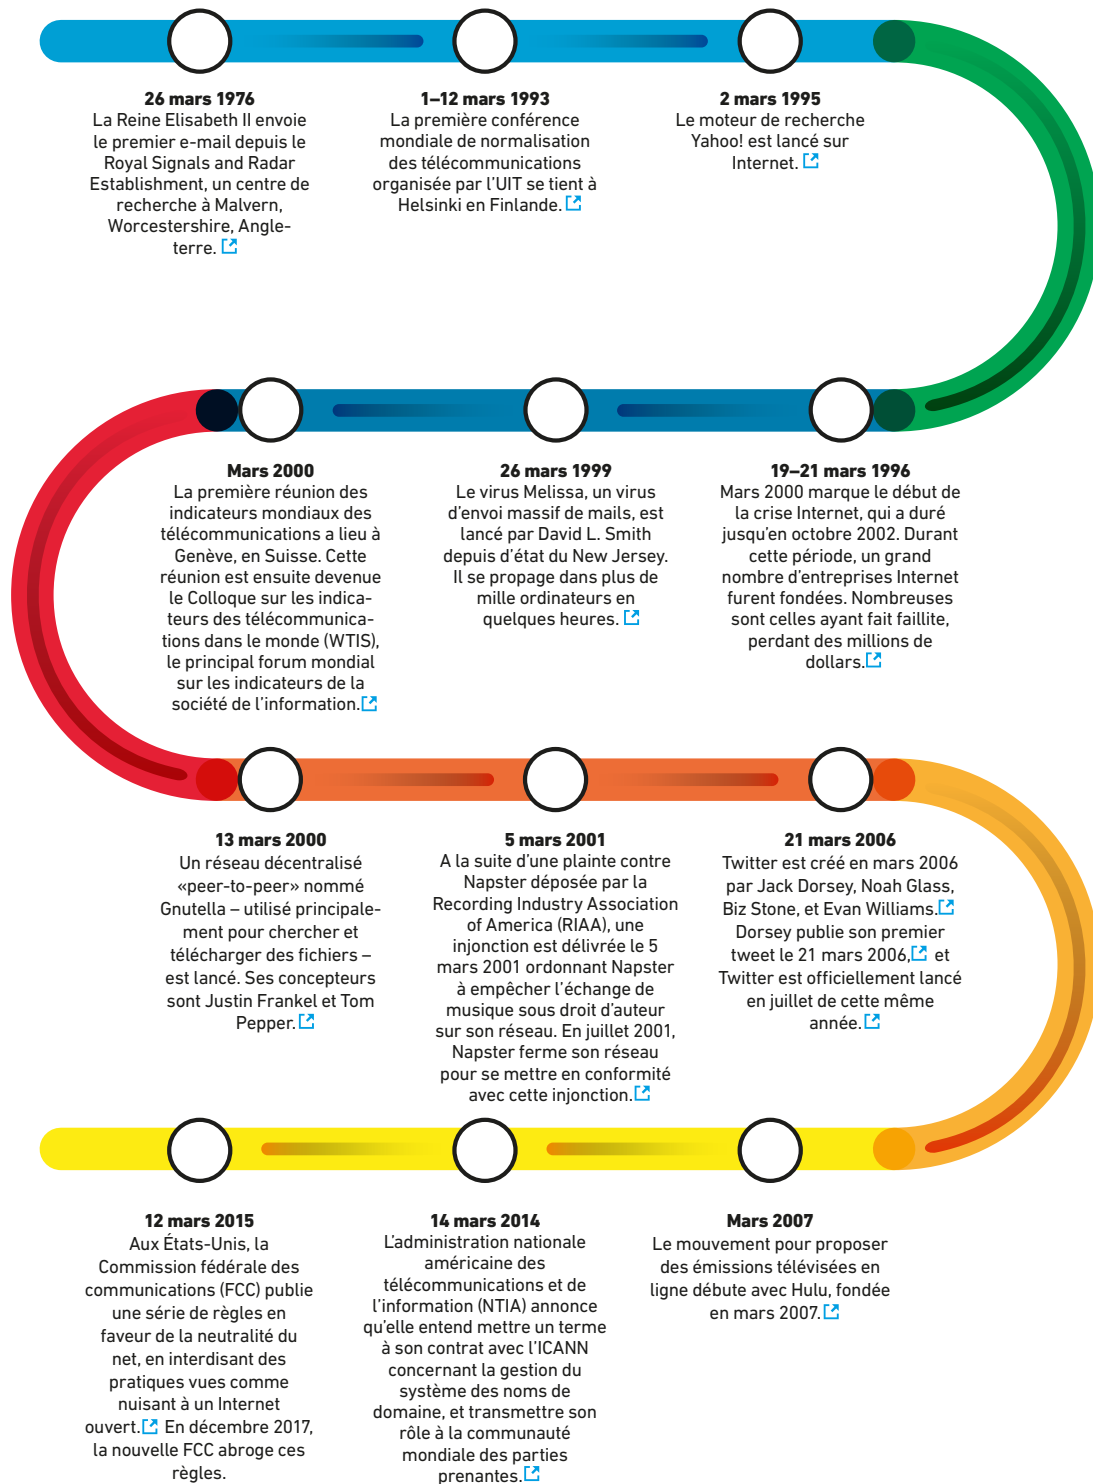 26 mars 1976
La Reine Elisabeth II envoie
le premier e-mail depuis le
Royal Signals and Radar
Establishment, un centre de
recherche à Malvern,
Worcestershire, Angle-
terre.
1–12 mars 1993
La première conférence
mondiale de normalisation
des télécommunications
organisée par l’UIT se tient à
Helsinki en Finlande.
2 mars 1995
Le moteur de recherche
Yahoo! est lancé sur
Internet.
19–21 mars 1996
Mars 2000 marque le début de
la crise Internet, qui a duré
jusqu’en octobre 2002. Durant
cette période, un grand
nombre d’entreprises Internet
furent fondées. Nombreuses
sont celles ayant fait faillite,
perdant des millions de
dollars.
26 mars 1999
Le virus Melissa, un virus
d’envoi massif de mails, est
lancé par David L. Smith
depuis d’état du New Jersey.
Il se propage dans plus de
mille ordinateurs en
quelques heures.
Mars 2000
La première réunion des
indicateurs mondiaux des
télécommunications a lieu à
Genève, en Suisse. Cette
réunion est ensuite devenue
le Colloque sur les indica-
teurs des télécommunica-
tions dans le monde (WTIS),
le principal forum mondial
sur les indicateurs de la
société de l’information.
13 mars 2000
Un réseau décentralisé
«peer-to-peer» nommé
Gnutella – utilisé principale-
ment pour chercher et
télécharger des fichiers –
est lancé. Ses concepteurs
sont Justin Frankel et Tom
Pepper.
5 mars 2001
A la suite d’une plainte contre
Napster déposée par la
Recording Industry Association
of America (RIAA), une
injonction est délivrée le 5
mars 2001 ordonnant Napster
à empêcher l’échange de
musique sous droit d’auteur
sur son réseau. En juillet 2001,
Napster ferme son réseau
pour se mettre en conformité
avec cette injonction.
21 mars 2006
Twitter est créé en mars 2006
par Jack Dorsey, Noah Glass,
Biz Stone, et Evan Williams.
Dorsey publie son premier
tweet le 21 mars 2006, et
Twitter est officiellement lancé
en juillet de cette même
année.
Mars 2007
Le mouvement pour proposer
des émissions télévisées en
ligne débute avec Hulu, fondée
en mars 2007.
14 mars 2014
L’administration nationale
américaine des
télécommunications et de
l’information (NTIA) annonce
qu’elle entend mettre un terme
à son contrat avec l’ICANN
concernant la gestion du
système des noms de
domaine, et transmettre son
rôle à la communauté
mondiale des parties
prenantes.
12 mars 2015
Aux États-Unis, la
Commission fédérale des
communications (FCC) publie
une série de règles en
faveur de la neutralité du
net, en interdisant des
pratiques vues comme
nuisant à un Internet
ouvert. En décembre 2017,
la nouvelle FCC abroge ces
règles.